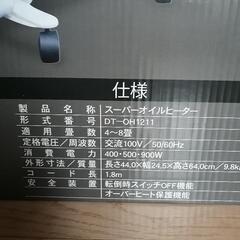 仕様
製品名称 スーパーオイルヒーター
形式番号 DT-OH1211
適用畳数 4～8畳
定格電圧/周波数 交流100V/50/60Hz
消費電力 400・500・900W
外形寸法/質量 長さ44.0×幅24.5×高さ64.0cm/9.8k
コード長 1.8m
安全装置 転倒時スイッチOFF機能
オーバーヒート保護機能